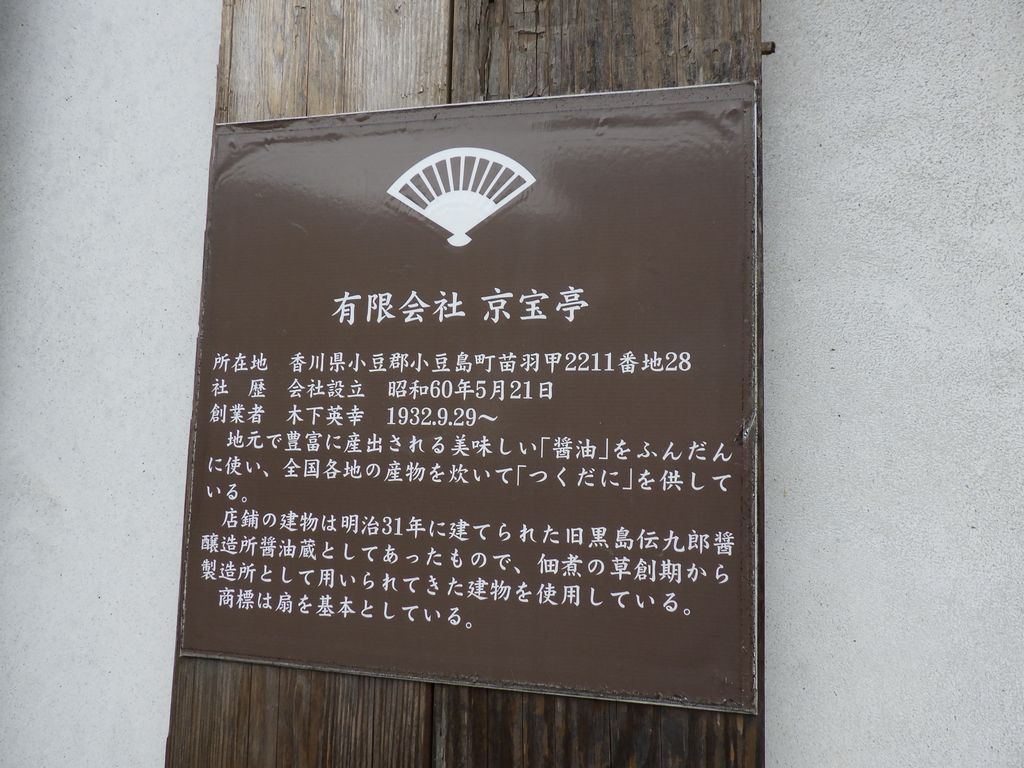 有限会社 京宝亭
所在地 香川県小豆郡小豆島町苗羽甲2211番地28
社 歴 会社設立 昭和60年5月21日
創業者 木下英幸 1932.9.29～
地元で豊富に産出される美味しい「醤油」をふんだん
に使い、全国各地の産物を炊いて「つくだに」を供して
いる。
店鋪の建物は明治31年に建てられた旧黒島伝九郎醤
醸造所醤油蔵としてあったもので、佃煮の草創期から
製造所として用いられてきた建物を使用している。
商標は扇を基本としている。